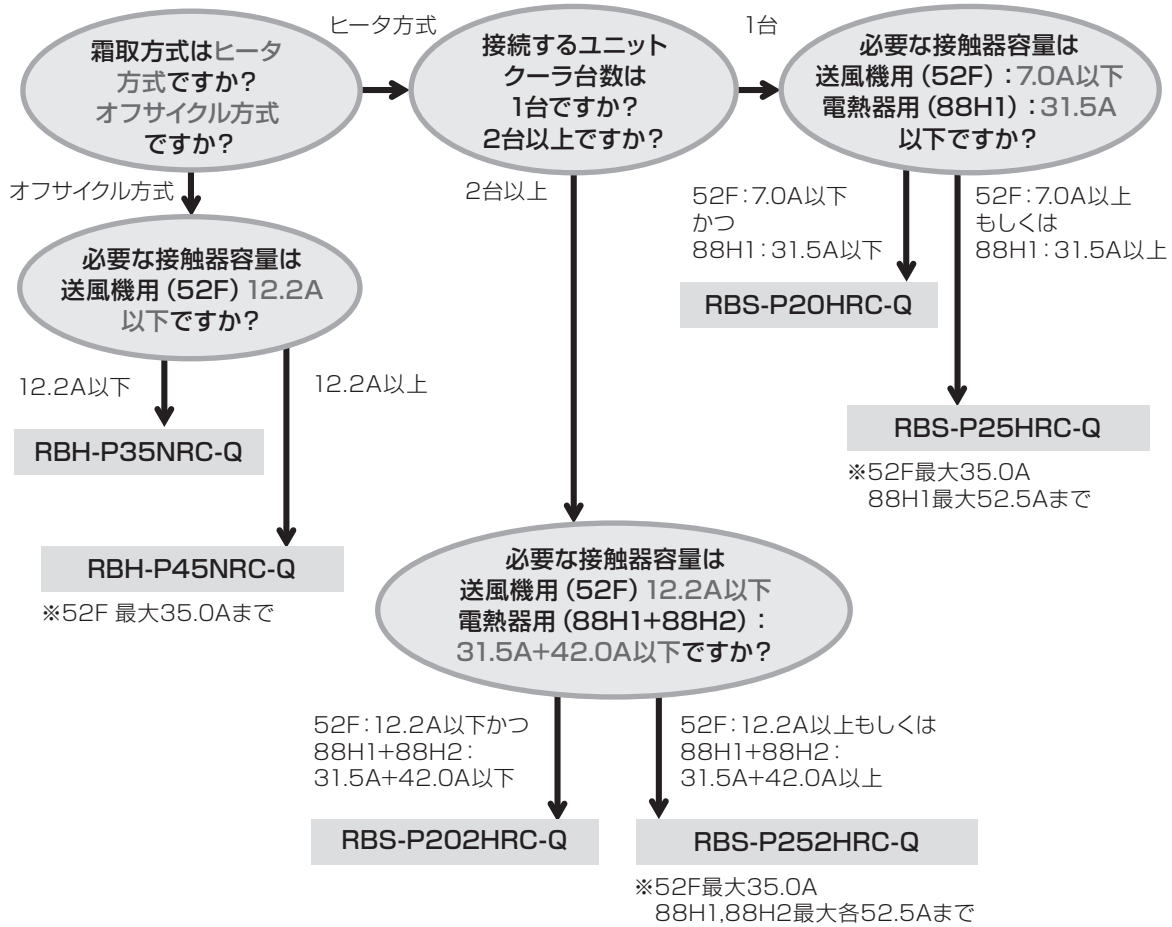 霜取方式はヒータ
方式ですか?
オフサイクル方式
ですか?
ヒータ方式
接続するユニット
クーラ台数は
1台ですか?
2台以上ですか?
1台
必要な接触器容量は
送風機用(52F):7.0A以下
電熱器用(88H1):31.5A
以下ですか?
オフサイクル方式
2台以上
52F:7.0A以下
かつ
88H1:31.5A以下
52F:7.0A以上
もしくは
88H1:31.5A以上
必要な接触器容量は
送風機用(52F)12.2A
以下ですか?
RBS-P20HRC-Q
12.2A以下
12.2A以上
RBS-P25HRC-Q
※52F最大35.0A
88H1最大52.5Aまで
RBH-P35NRC-Q
RBH-P45NRC-Q
※52F 最大35.0Aまで
必要な接触器容量は
送風機用(52F)12.2A以下
電熱器用(88H1+88H2):
31.5A+42.0A以下ですか?
52F:12.2A以下かつ
88H1+88H2:
31.5A+42.0A以下
52F:12.2A以上もしくは
88H1+88H2:
31.5A+42.0A以上
RBS-P202HRC-Q
RBS-P252HRC-Q
※52F最大35.0A
88H1,88H2最大各52.5Aまで